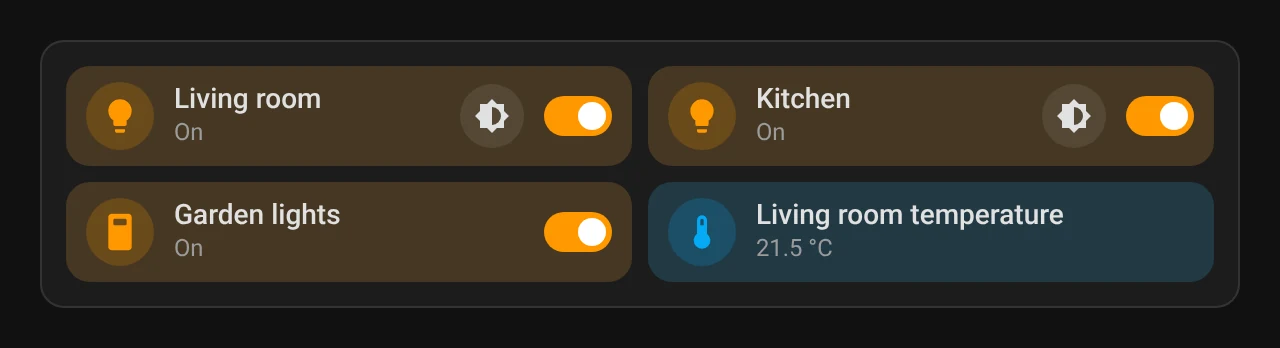 Living room
On
Kitchen
On
Garden lights
On
Living room temperature
21.5 °C